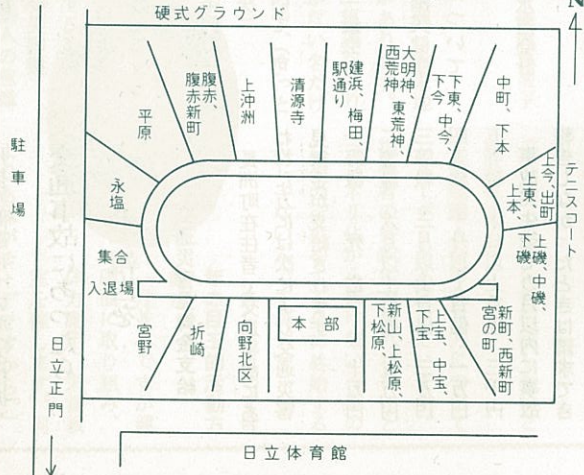 硬式グラウンド
N
駐車場
平原
腹赤、
腹赤新町
上沖洲
清源寺
建浜、梅田、
駅通り
大明神、東荒神、
西荒神
下東、中今、
下今
中町、下本
上今、出町
上東、
上本、
テニスコート
上磯、中磯、
下磯
永塩
集合
入退場
宮野
折崎
向野北区
本部
新山、上松原、
下松原、
上宝、中宝、
下宝
新町、西新町
宮の町
日立正門
日立体育館